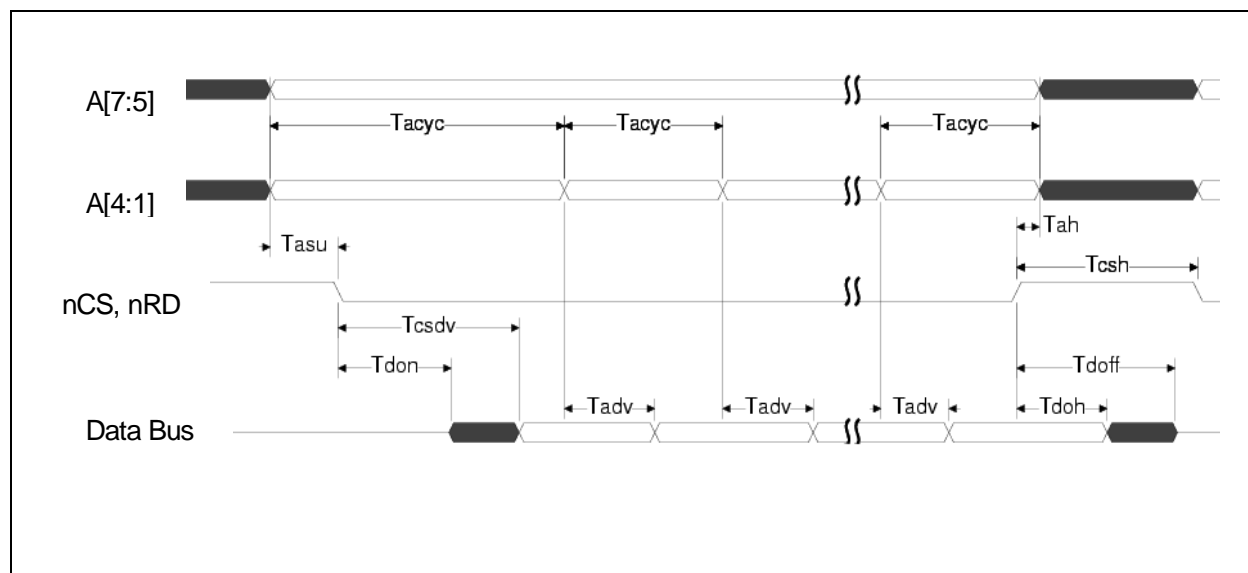 A[7:5]
Tacyc Tacyc Tacyc
A[4:1]
Tah
Tasu
Tcsh
nCS, nRD
Tcsdv
Tdon Tdoff
Tadv Tadv Tadv Tdoh
Data Bus